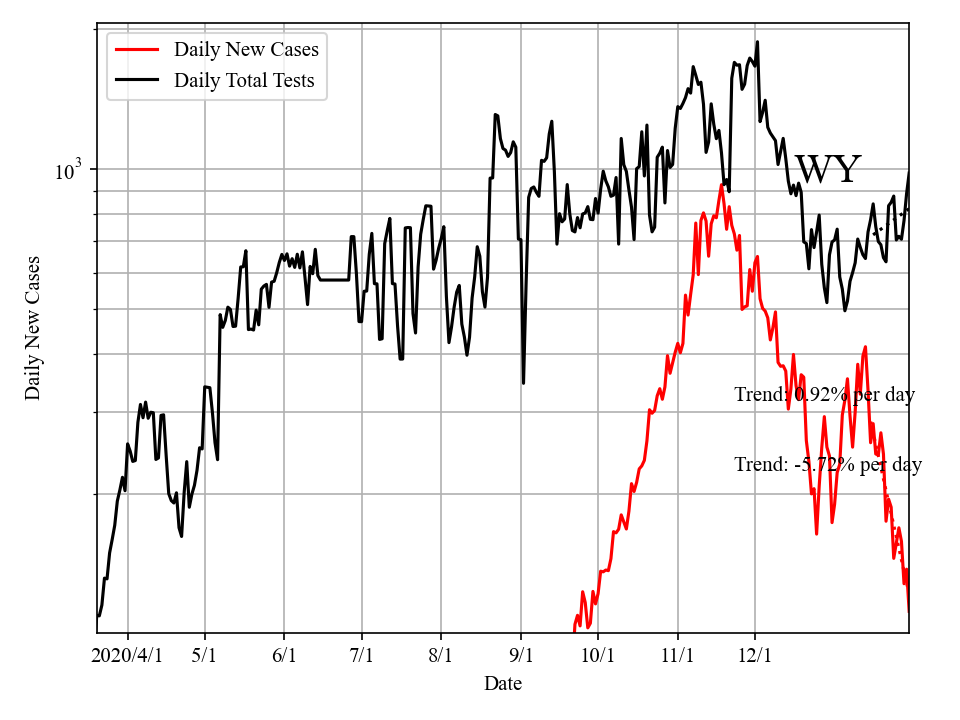 Daily New Cases
Daily Total Tests
WY
10^3
Daily New Cases
Trend: 0.92% per day
Trend: -5.72% per day
2020/4/1 5/1 6/1 7/1 8/1 9/1 10/1 11/1 12/1
Date